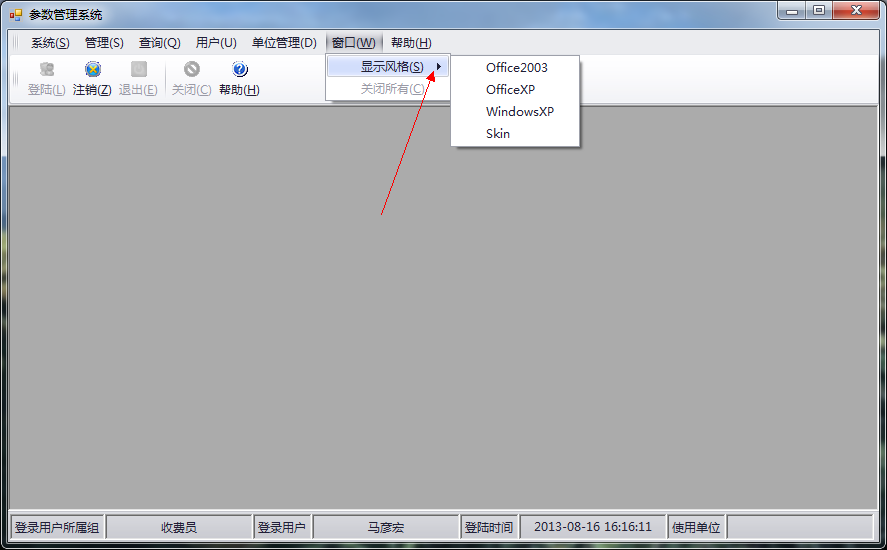 参数管理系统
系统(S) 管理(S) 查询(Q) 用户(U) 单位管理(D) 窗口(W) 帮助(H)
登陆(L) 注销(Z) 退出(E) 关闭(C) 帮助(H)
显示风格(S)
关闭所有(C)
Office2003
OfficeXP
WindowsXP
Skin
登录用户所属组 收费员 登录用户 马彦宏 登陆时间 2013-08-16 16:16:11 使用单位